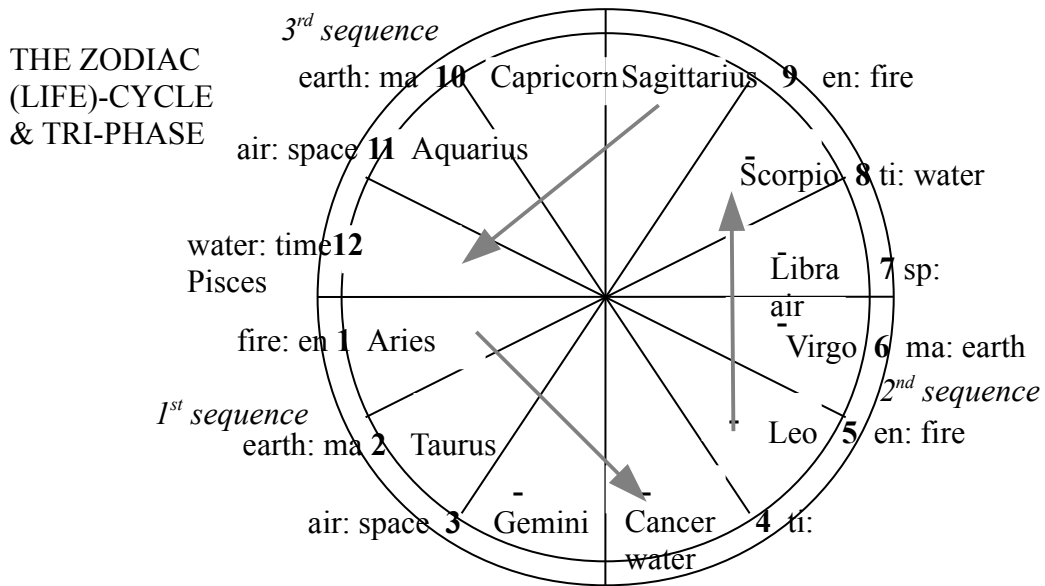 3rd sequence
THE ZODIAC
(LIFE)-CYCLE
& TRI-PHASE
earth: ma 10 Capricorn Sagittarius 9 en: fire
air: space 11 Aquarius
Scorpio 8 ti: water
water: time 12
Pisces
Libra 7 sp:
air
fire: en 1 Aries
Virgo 6 ma: earth
2nd sequence
1st sequence
earth: ma 2 Taurus
Leo 5 en: fire
air: space 3 Gemini
Cancer 4 ti:
water